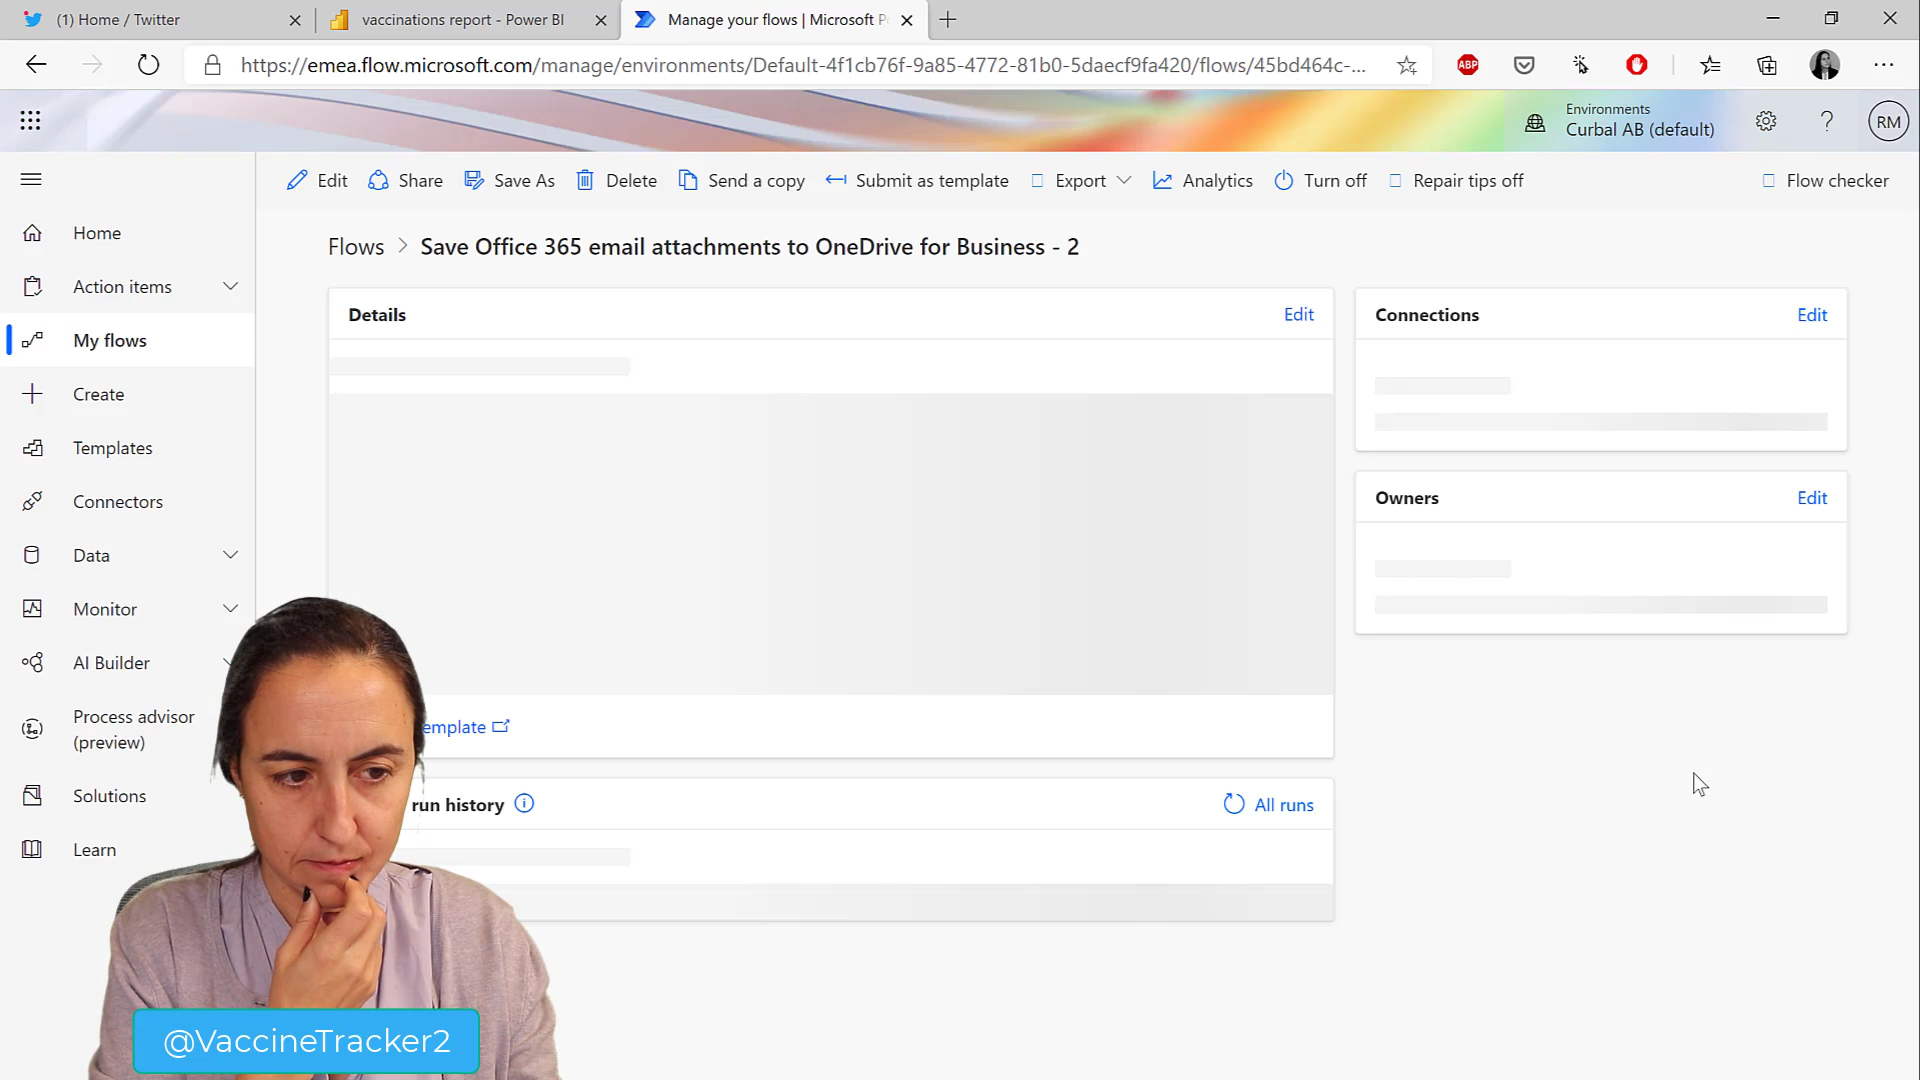 (1) Home / Twitter
vaccinations report - Power BI
Manage your flows | Microsoft P
https://emea.flow.microsoft.com/manage/environments/Default-4f1cb76f-9a85-4772-81b0-5daecf9fa420/flows/45bd464c-...
ABP
Environments
Curbal AB (default)
?
RM
Edit
Share
Save As
Delete
Send a copy
Submit as template
Export
Analytics
Turn off
Repair tips off
Flow checker
Home
Action items
My flows
Create
Templates
Connectors
Data
Monitor
AI Builder
Process advisor
(preview)
Solutions
Learn
Flows > Save Office 365 email attachments to OneDrive for Business - 2
Details
Edit
Connections
Edit
Owners
Edit
emplate
run history
All runs
@VaccineTracker2